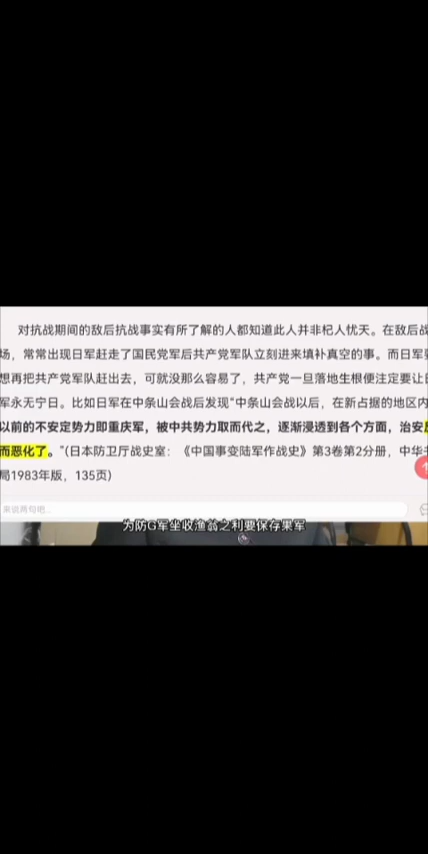 对抗战期间的敌后抗战事实有所了解的人都知道此人并非杞人忧天。在敌后战
场，常常出现日军赶走了国民党军后共产党军队立刻进来填补真空的事。而日军要
想再把共产党军队赶出去，可就没那么容易了，共产党一旦落地生根便注定要让日
军永无宁日。比如日军在中条山会战后发现“中条山会战以后，在新占据的地区内
以前的不安定势力即重庆军，被中共势力取而代之，逐渐浸透到各个方面，治安
而恶化了。”(日本防卫厅战史室：《中国事变陆军作战史》第3卷第2分册，中华
局1983年版，135页)
来说两句吧...
为防G军坐收渔翁之利要保存果军